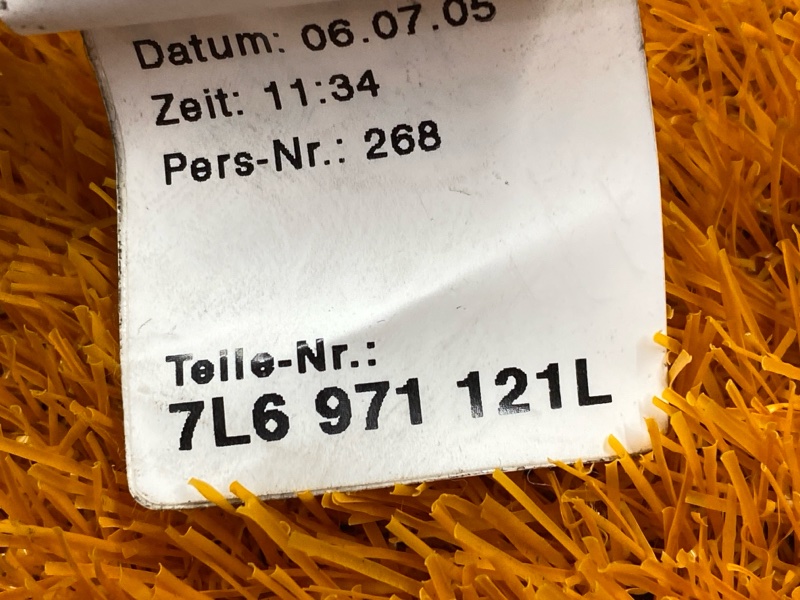 Datum: 06.07.05
Zeit: 11:34
Pers-Nr.: 268
Teile-Nr.:
7L6 971 121L